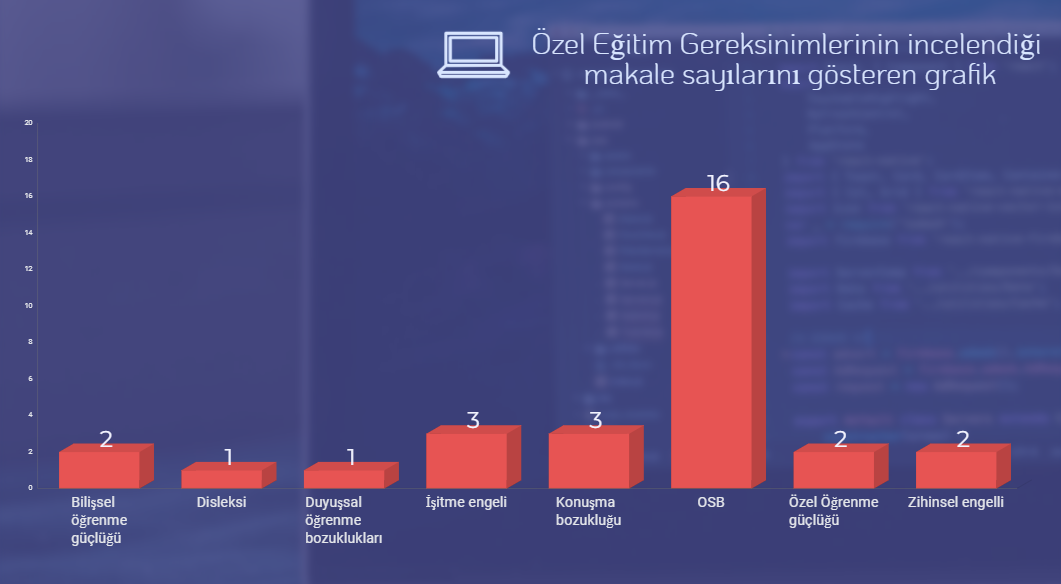 Özel Eğitim Gereksinimlerinin incelendiği
makale sayılarını gösteren grafik
20
18
16
14
12
10
8
6
4
2
0
2
1
1
3
3
16
2
2
Bilişsel
öğrenme
güçlüğü
Disleksi
Duyuşsal
öğrenme
bozuklukları
İşitme engeli
Konuşma
bozukluğu
OSB
Özel Öğrenme
güçlüğü
Zihinsel engelli